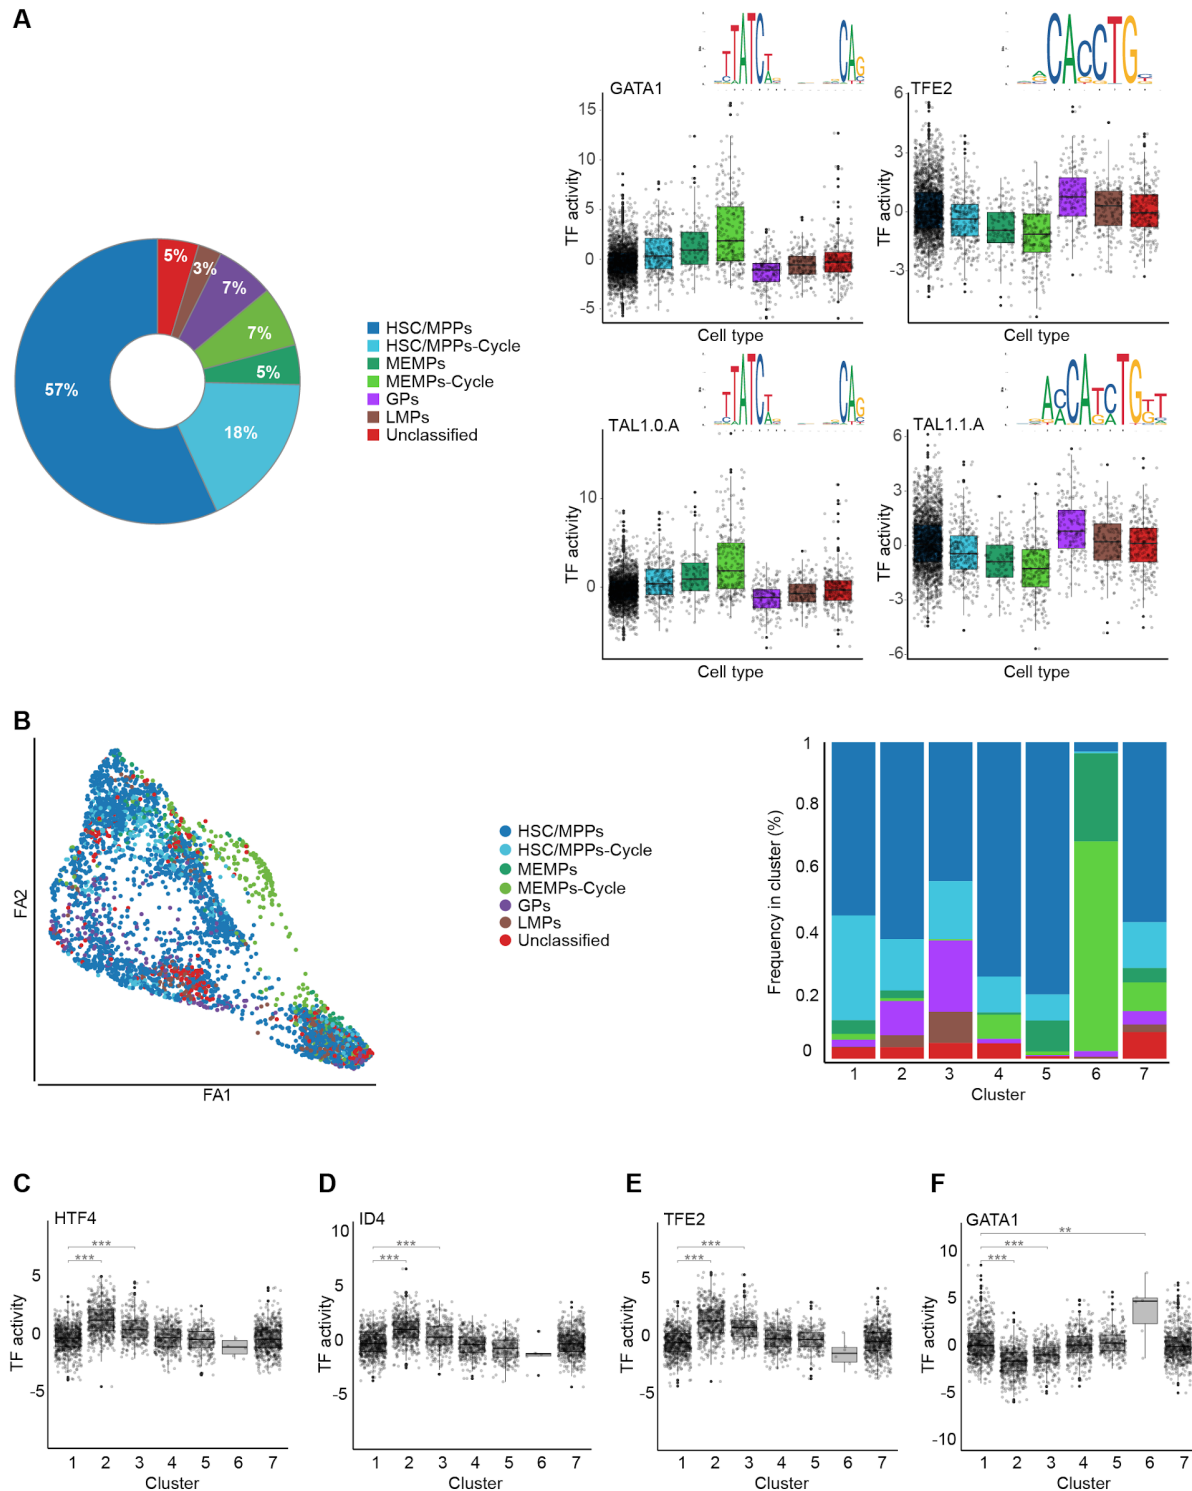 A
5%
3%
7%
7%
5%
18%
57%
HSC/MPPs
HSC/MPPs-Cycle
MEMPs
MEMPs-Cycle
GPs
LMPs
Unclassified
GATA1
15
10
5
0
-5
TF activity
Cell type
TFE2
6
3
0
-3
TF activity
Cell type
TAL1.0.A
10
0
TF activity
Cell type
TAL1.1.A
6
3
0
-3
-6
TF activity
Cell type
B
FA2
FA1
HSC/MPPs
HSC/MPPs-Cycle
MEMPs
MEMPs-Cycle
GPs
LMPs
Unclassified
Frequency in cluster (%)
1
0.8
0.6
0.4
0.2
0
1 2 3 4 5 6 7
Cluster
C
HTF4
***
***
5
0
-5
TF activity
1 2 3 4 5 6 7
Cluster
D
ID4
10
***
***
5
0
-5
TF activity
1 2 3 4 5 6 7
Cluster
E
TFE2
***
***
5
0
-5
TF activity
1 2 3 4 5 6 7
Cluster
F
GATA1
**
***
***
10
5
0
-5
-10
TF activity
1 2 3 4 5 6 7
Cluster